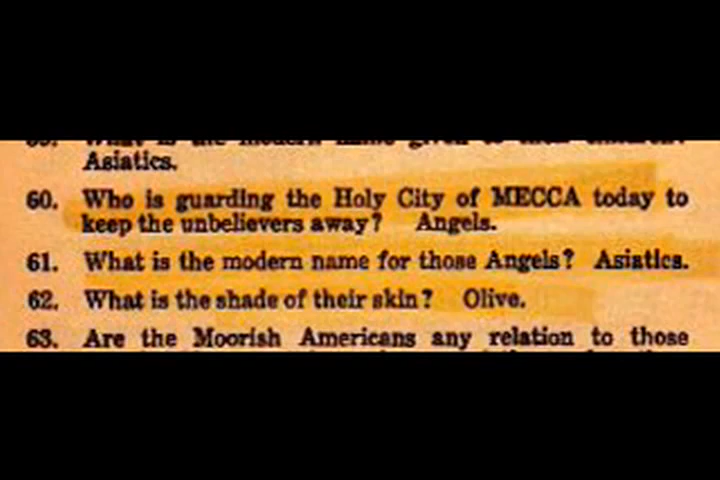 Asiatics.
60. Who is guarding the Holy City of MECCA today to
keep the unbelievers away? Angels.
61. What is the modern name for those Angels? Asiatics.
62. What is the shade of their skin? Olive.
63. Are the Moorish Americans any relation to those